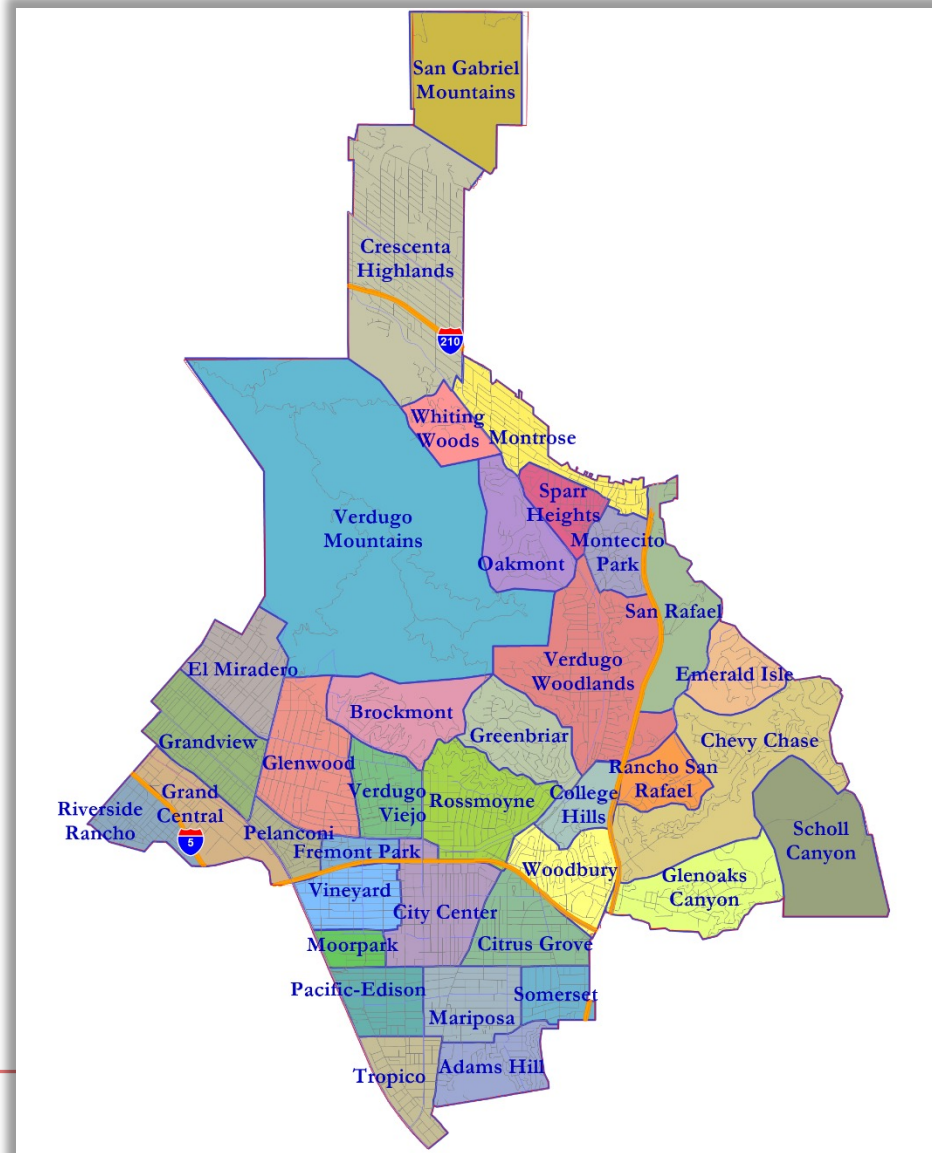 San Gabriel
Mountains
Crescenta
Highlands
210
Whiting
Woods
Montrose
Sparr
Heights
Verdugo
Mountains
Oakmont
Montecito
Park
San Rafael
El Miradero
Verdugo
Woodlands
Emerald Isle
Brockmont
Grandview
Greenbriar
Chevy Chase
Glenwood
Rancho San
Rafael
Riverside
Rancho
Grand
Central
Verdugo
Viejo
Rossmoyne
College
Hills
Scholl
Canyon
5
Pelanconi
Fremont Park
Woodbury
Glenoaks
Canyon
Vineyard
City Center
Moorpark
Citrus Grove
Pacific-Edison
Somerset
Mariposa
Tropico
Adams Hill